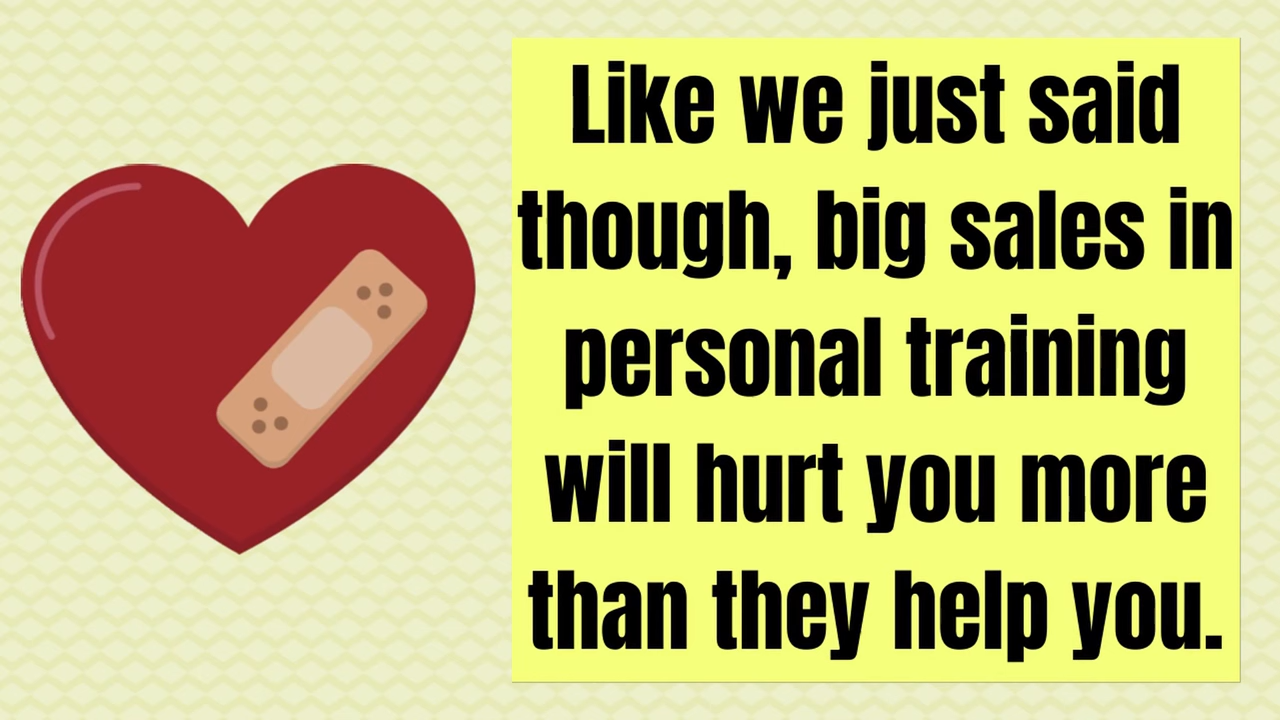 Like we just said
though, big sales in
personal training
will hurt you more
than they help you.